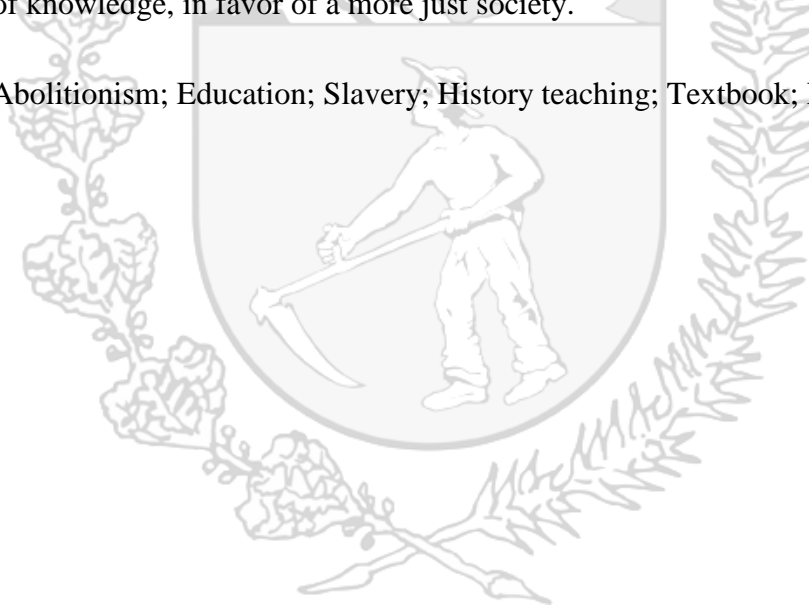 of knowledge, in favor of a more just society.
Abolitionism; Education; Slavery; History teaching; Textbook;